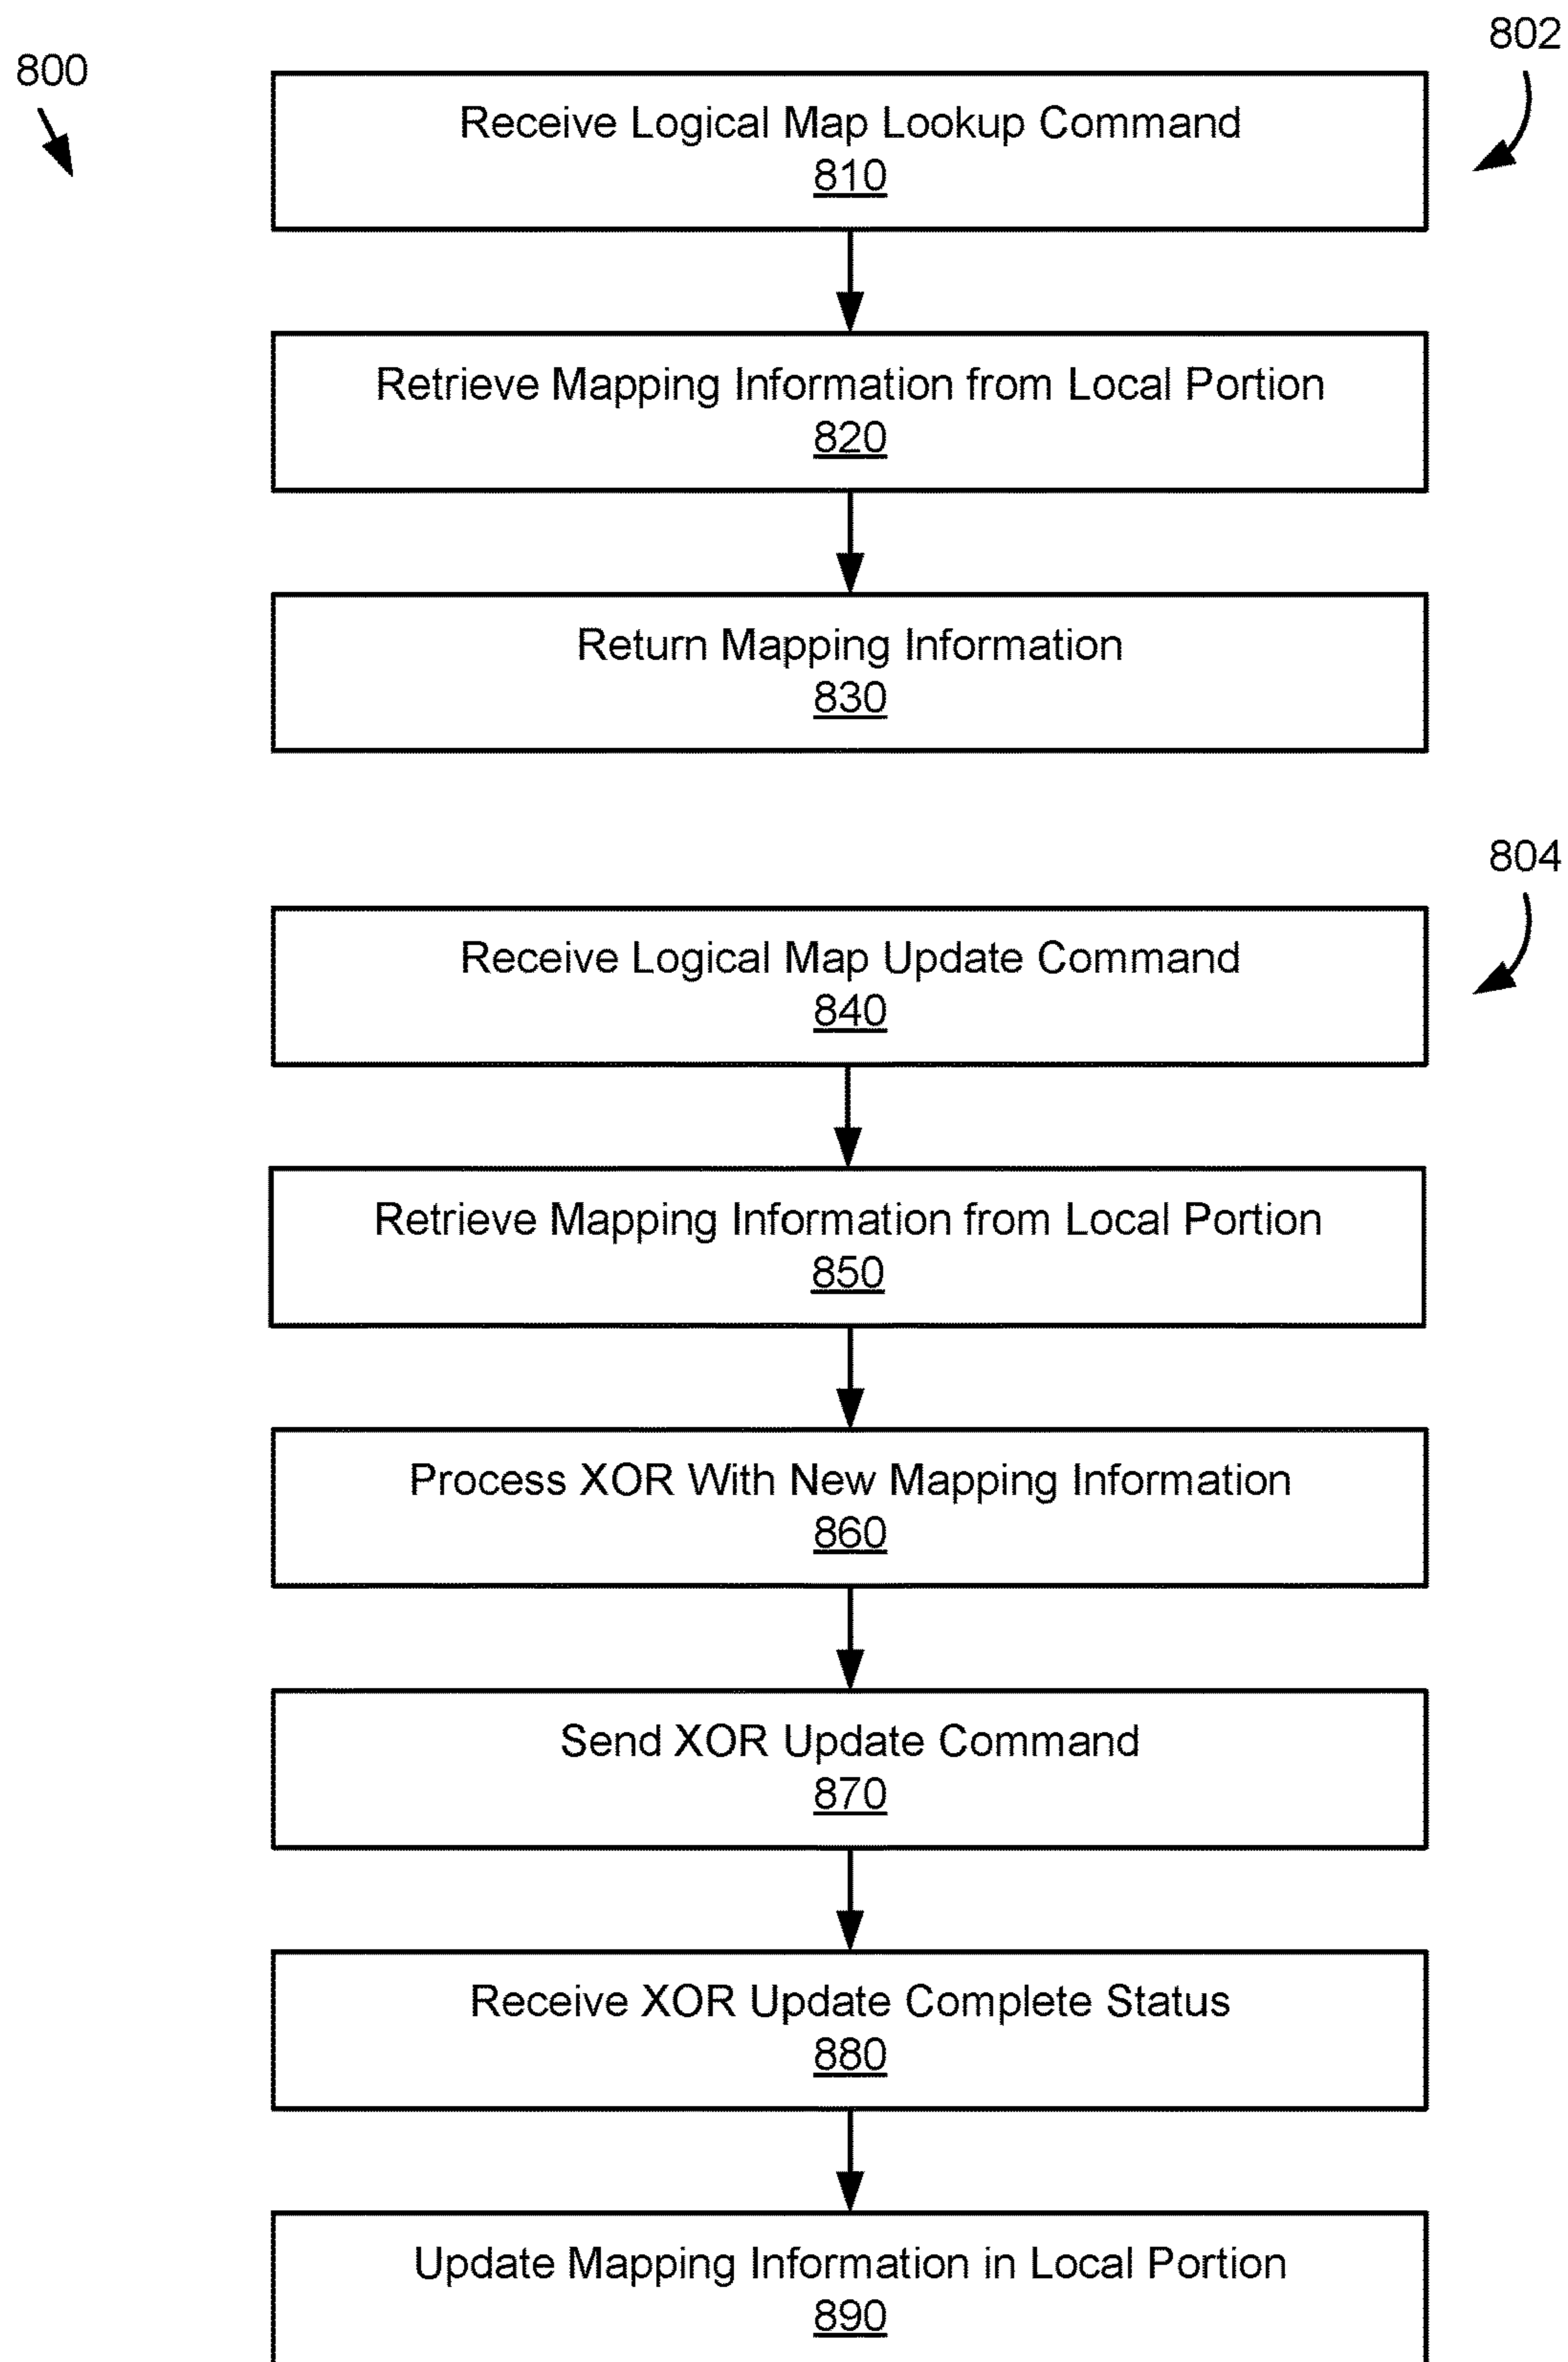 802
800
Receive Logical Map Lookup Command
810
Retrieve Mapping Information from Local Portion
820
Return Mapping Information
830
804
Receive Logical Map Update Command
840
Retrieve Mapping Information from Local Portion
850
Process XOR With New Mapping Information
860
Send XOR Update Command
870
Receive XOR Update Complete Status
880
Update Mapping Information in Local Portion
890